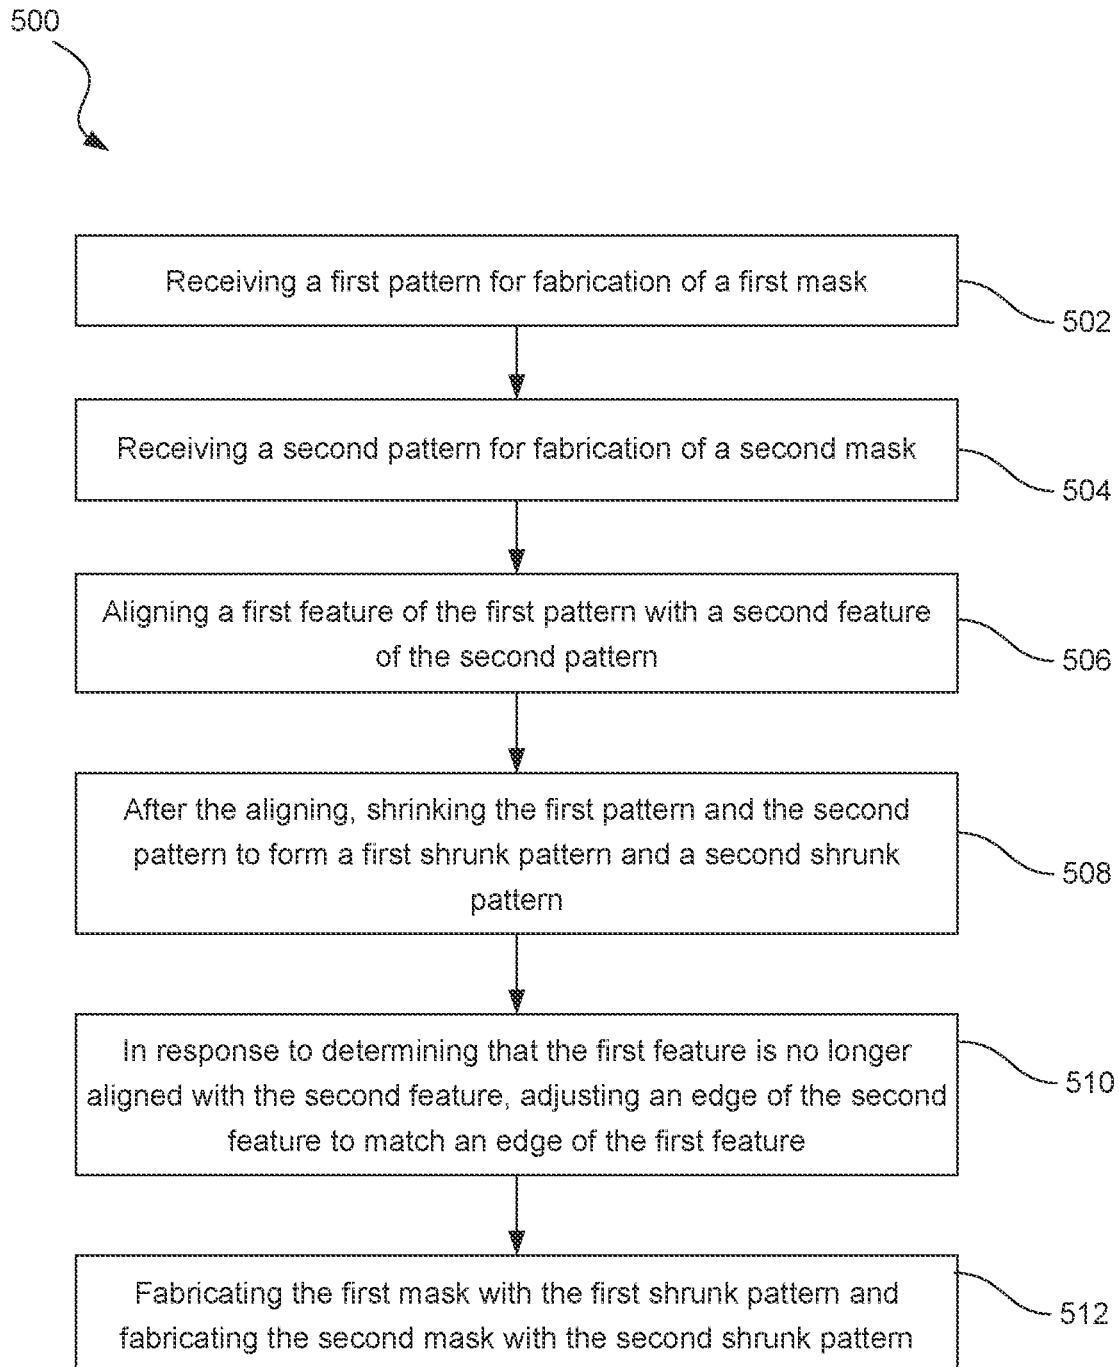 500
Receiving a first pattern for fabrication of a first mask
502
Receiving a second pattern for fabrication of a second mask
504
Aligning a first feature of the first pattern with a second feature
of the second pattern
506
After the aligning, shrinking the first pattern and the second
pattern to form a first shrunk pattern and a second shrunk
pattern
508
In response to determining that the first feature is no longer
aligned with the second feature, adjusting an edge of the second
feature to match an edge of the first feature
510
Fabricating the first mask with the first shrunk pattern and
fabricating the second mask with the second shrunk pattern
512